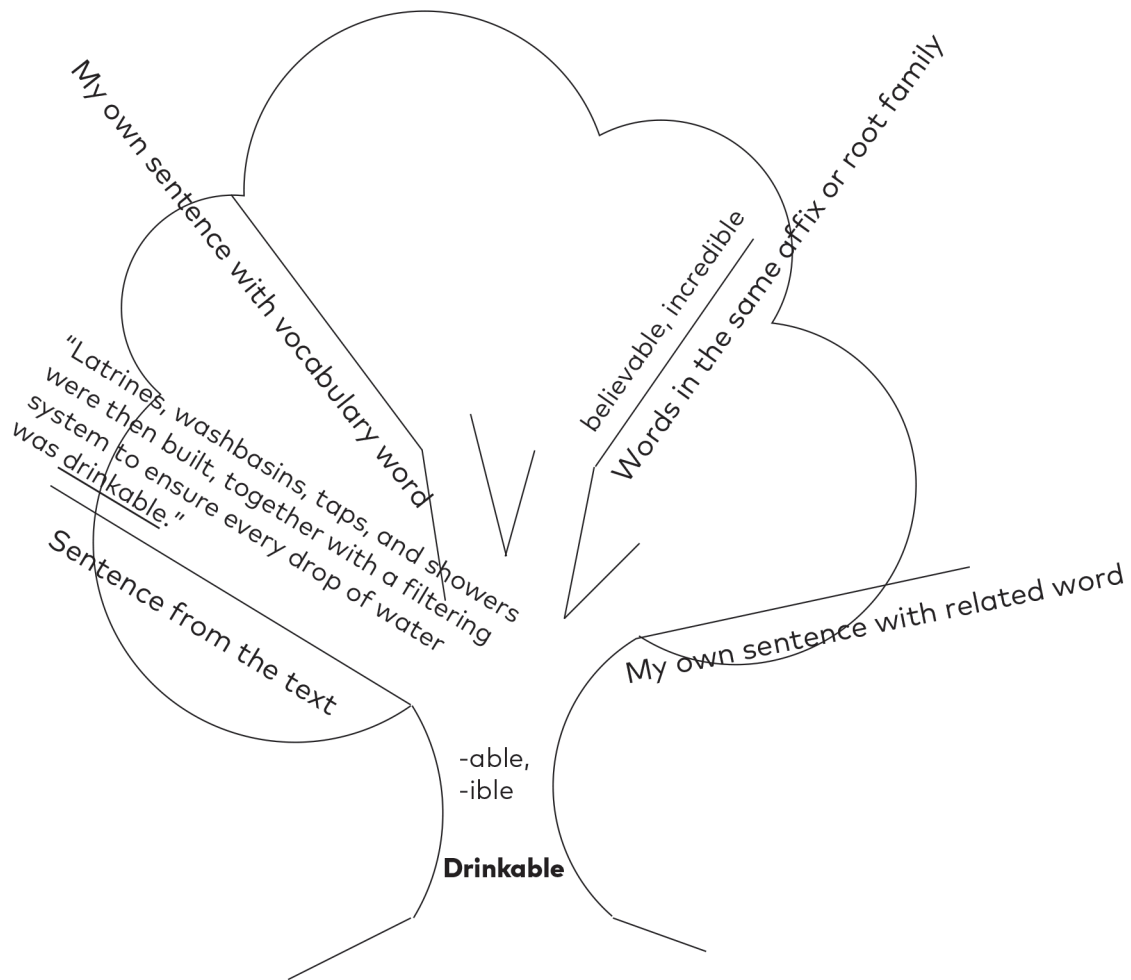 My own sentence with vocabulary word
believable, incredible
Words in the same affix or root family
"Latrines, washbasins, taps, and showers
were then built, together with a filtering
system to ensure every drop of water
was drinkable."
Sentence from the text
My own sentence with related word
-able,
-ible
Drinkable